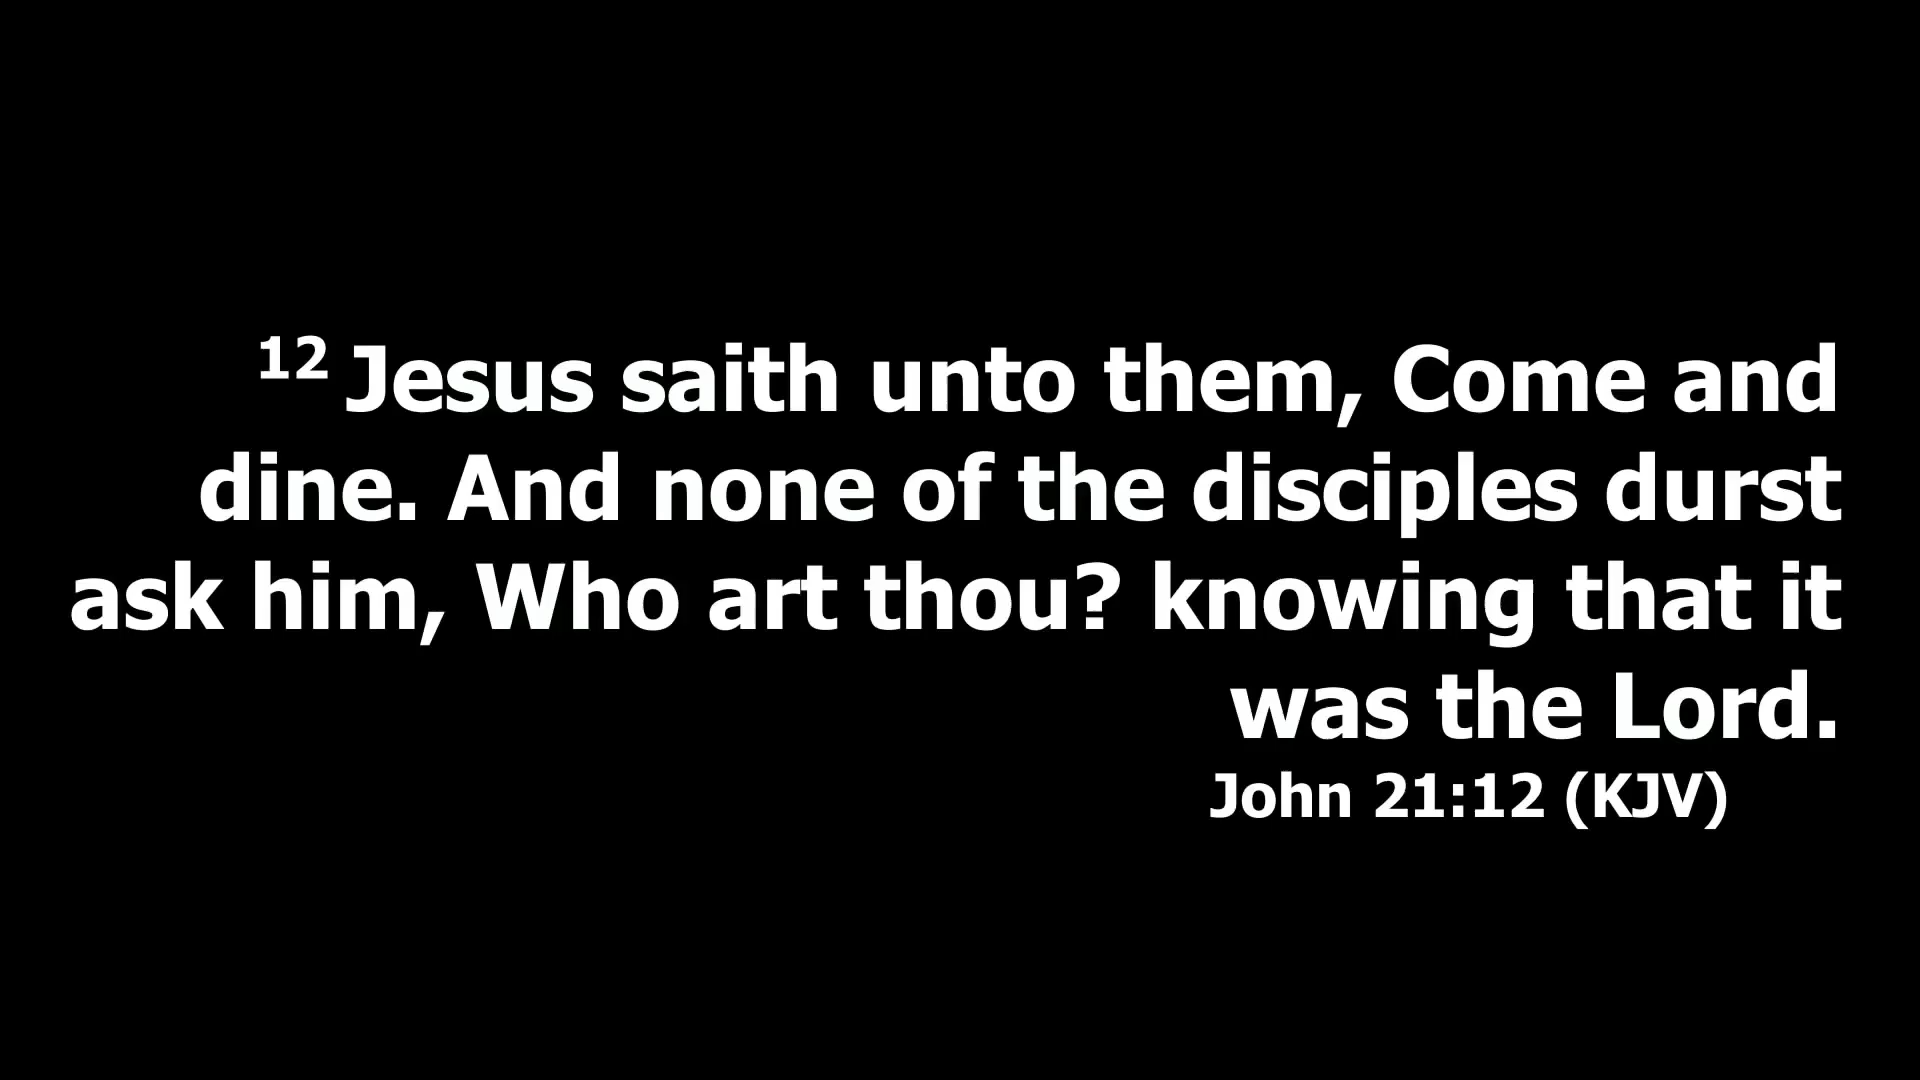 12 Jesus saith unto them, Come and
dine. And none of the disciples durst
ask him, Who art thou? knowing that it
was the Lord.
John 21:12 (KJV)